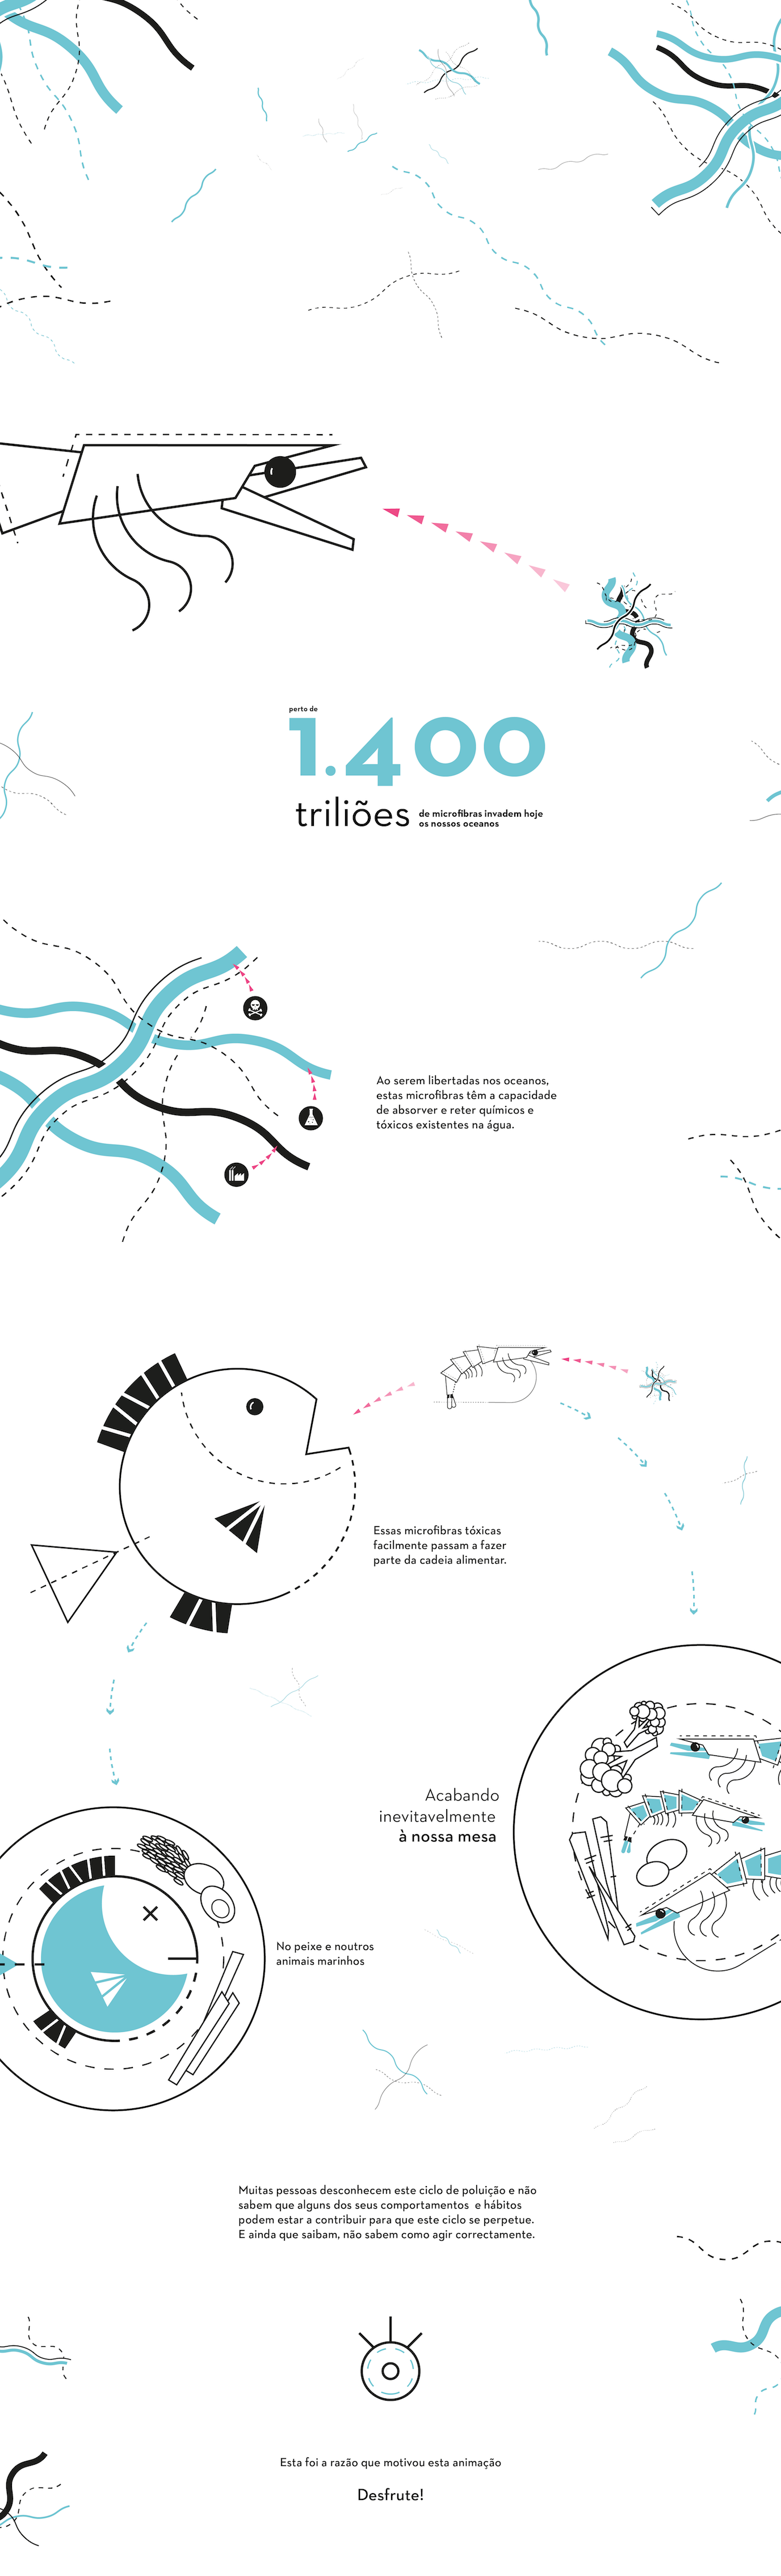 perto de
1.400
triliões
de microfibras invadem hoje
os nossos oceanos
Ao serem libertadas nos oceanos,
estas microfibras têm a capacidade
de absorver e reter químicos e
tóxicos existentes na água.
Essas microfibras tóxicas
facilmente passam a fazer
parte da cadeia alimentar.
Acabando
inevitavelmente
à nossa mesa
No peixe e noutros
animais marinhos
Muitas pessoas desconhecem este ciclo de poluição e não
sabem que alguns dos seus comportamentos e hábitos
podem estar a contribuir para que este ciclo se perpetue.
E ainda que saibam, não sabem como agir correctamente.
Esta foi a razão que motivou esta animação
Desfrute!